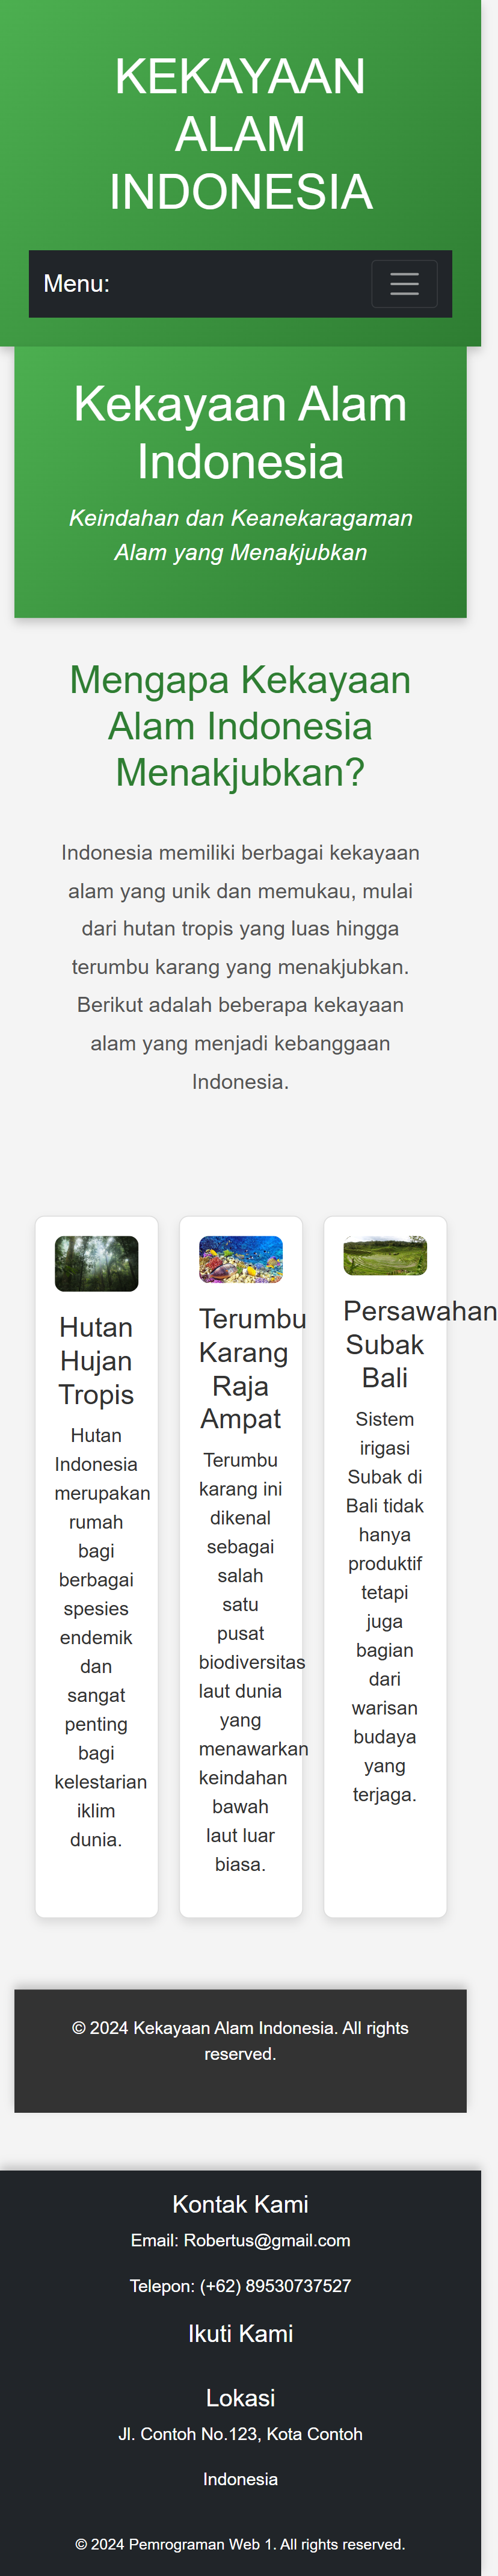 KEKAYAAN
ALAM
INDONESIA
Menu:
Kekayaan Alam
Indonesia
Keindahan dan Keanekaragaman
Alam yang Menakjubkan
Mengapa Kekayaan
Alam Indonesia
Menakjubkan?
Indonesia memiliki berbagai kekayaan
alam yang unik dan memukau, mulai
dari hutan tropis yang luas hingga
terumbu karang yang menakjubkan.
Berikut adalah beberapa kekayaan
alam yang menjadi kebanggaan
Indonesia.
Hutan
Hujan
Tropis
Hutan
Indonesia
merupakan
rumah
bagi
berbagai
spesies
endemik
dan
sangat
penting
bagi
kelestarian
iklim
dunia.
Terumbu
Karang
Raja
Ampat
Terumbu
karang ini
dikenal
sebagai
salah
satu
pusat
biodiversitas
laut dunia
yang
menawarkan
keindahan
bawah
laut luar
biasa.
Persawahan
Subak
Bali
Sistem
irigasi
Subak di
Bali tidak
hanya
produktif
tetapi
juga
bagian
dari
warisan
budaya
yang
terjaga.
© 2024 Kekayaan Alam Indonesia. All rights
reserved.
Kontak Kami
Email: Robertus@gmail.com
Telepon: (+62) 89530737527
Ikuti Kami
Lokasi
Jl. Contoh No.123, Kota Contoh
Indonesia
© 2024 Pemrograman Web 1. All rights reserved.